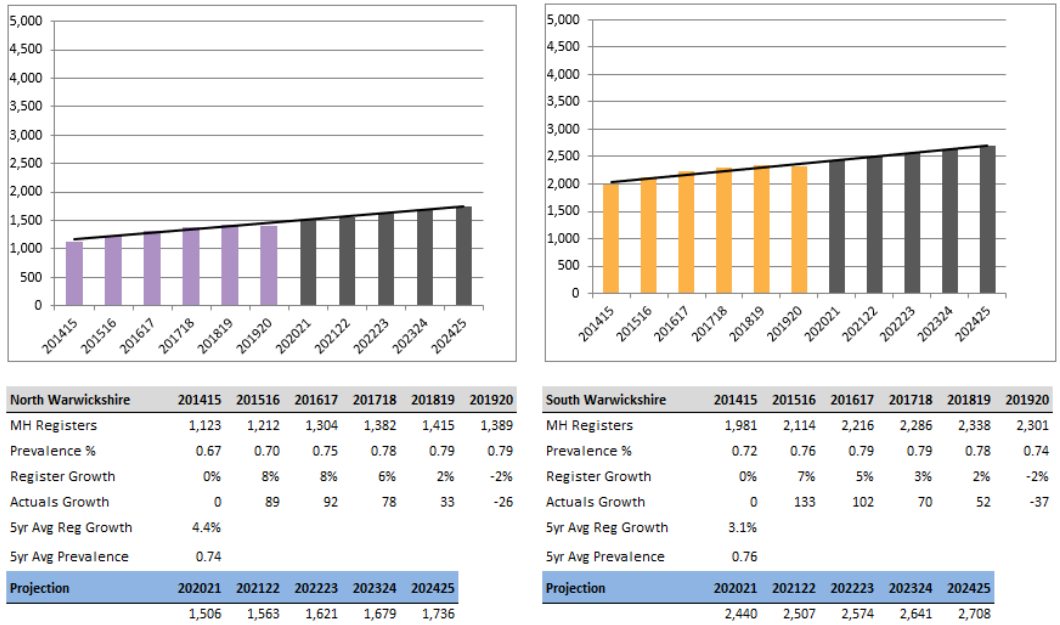 5,000
4,500
4,000
3,500
3,000
2,500
2,000
1,500
1,000
500
0
201415 201516 201617 201718 201819 201920 202021 202122 202223 202324 202425
5,000
4,500
4,000
3,500
3,000
2,500
2,000
1,500
1,000
500
0
201415 201516 201617 201718 201819 201920 202021 202122 202223 202324 202425
North Warwickshire 201415 201516 201617 201718 201819 201920
MH Registers 1,123 1,212 1,304 1,382 1,415 1,389
Prevalence % 0.67 0.70 0.75 0.78 0.79 0.79
Register Growth 0% 8% 8% 6% 2% -2%
Actuals Growth 0 89 92 78 33 -26
5yr Avg Reg Growth 4.4%
5yr Avg Prevalence 0.74
Projection 202021 202122 202223 202324 202425
1,506 1,563 1,621 1,679 1,736
South Warwickshire 201415 201516 201617 201718 201819 201920
MH Registers 1,981 2,114 2,216 2,286 2,338 2,301
Prevalence % 0.72 0.76 0.79 0.79 0.78 0.74
Register Growth 0% 7% 5% 3% 2% -2%
Actuals Growth 0 133 102 70 52 -37
5yr Avg Reg Growth 3.1%
5yr Avg Prevalence 0.76
Projection 202021 202122 202223 202324 202425
2,440 2,507 2,574 2,641 2,708